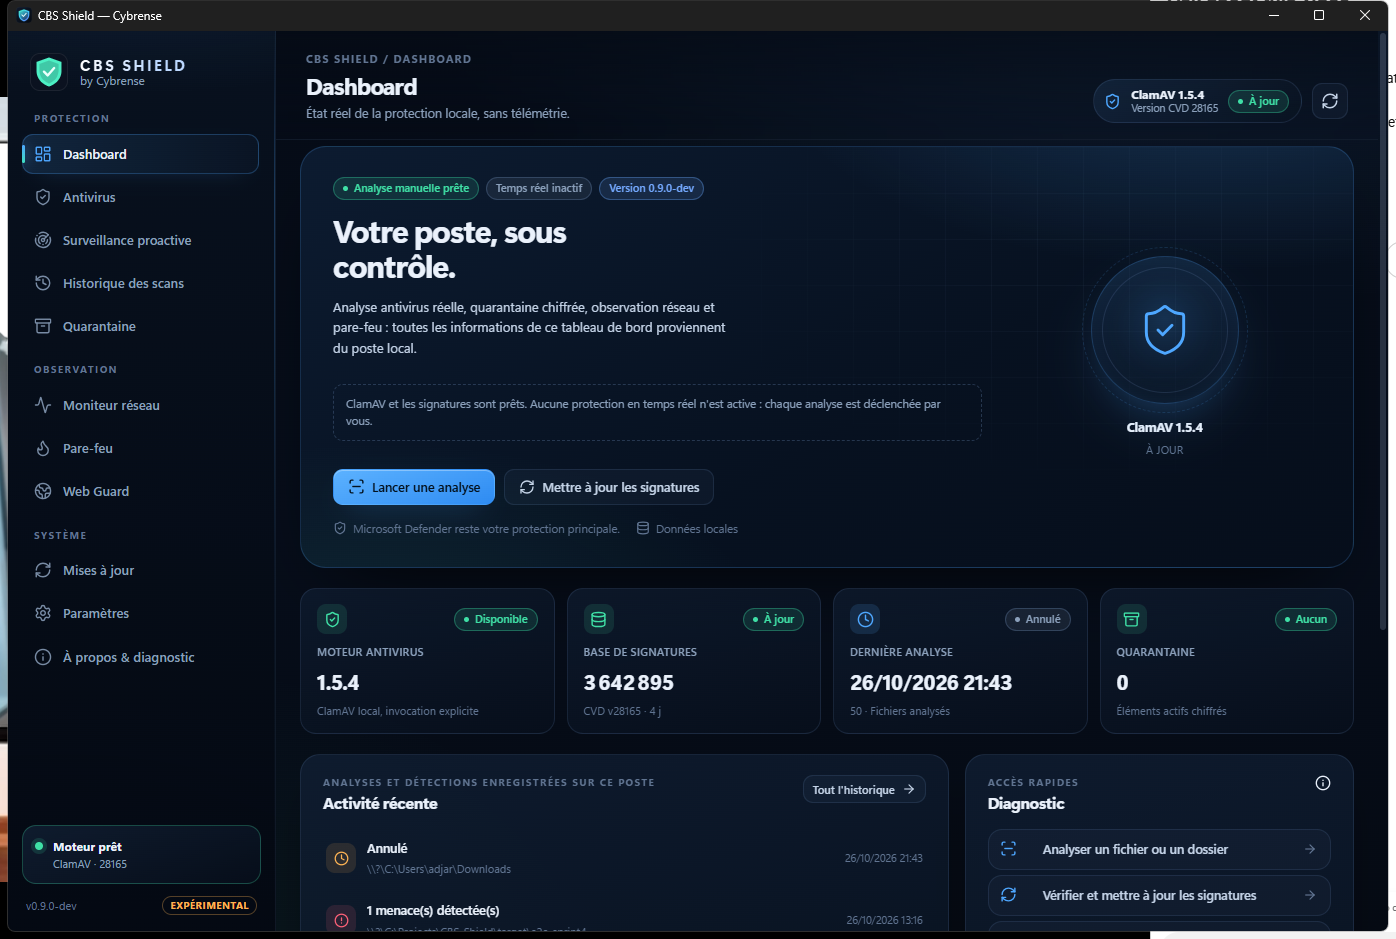 CBS Shield — Cybrense
CBS SHIELD
by Cybrense
PROTECTION
Dashboard
Antivirus
Surveillance proactive
Historique des scans
Quarantaine
OBSERVATION
Moniteur réseau
Pare-feu
Web Guard
SYSTÈME
Mises à jour
Paramètres
À propos & diagnostic
Moteur prêt
ClamAV · 28165
v0.9.0-dev
EXPÉRIMENTAL
CBS SHIELD / DASHBOARD
Dashboard
État réel de la protection locale, sans télémétrie.
ClamAV 1.5.4
Version CVD 28165
À jour
Analyse manuelle prête
Temps réel inactif
Version 0.9.0-dev
Votre poste, sous
contrôle.
Analyse antivirus réelle, quarantaine chiffrée, observation réseau et
pare-feu : toutes les informations de ce tableau de bord proviennent
du poste local.
ClamAV et les signatures sont prêts. Aucune protection en temps réel n'est active : chaque analyse est déclenchée par
vous.
Lancer une analyse
Mettre à jour les signatures
Microsoft Defender reste votre protection principale.
Données locales
ClamAV 1.5.4
À JOUR
Disponible
MOTEUR ANTIVIRUS
1.5.4
ClamAV local, invocation explicite
À jour
BASE DE SIGNATURES
3 642 895
CVD v28165 · 4 j
Annulé
DERNIÈRE ANALYSE
26/10/2026 21:43
50 · Fichiers analysés
Aucun
QUARANTAINE
0
Éléments actifs chiffrés
ANALYSES ET DÉTECTIONS ENREGISTRÉES SUR CE POSTE
Activité récente
Tout l'historique
Annulé
\\?\C:\Users\adjar\Downloads
26/10/2026 21:43
1 menace(s) détectée(s)
26/10/2026 13:16
ACCÈS RAPIDES
Diagnostic
Analyser un fichier ou un dossier
Vérifier et mettre à jour les signatures